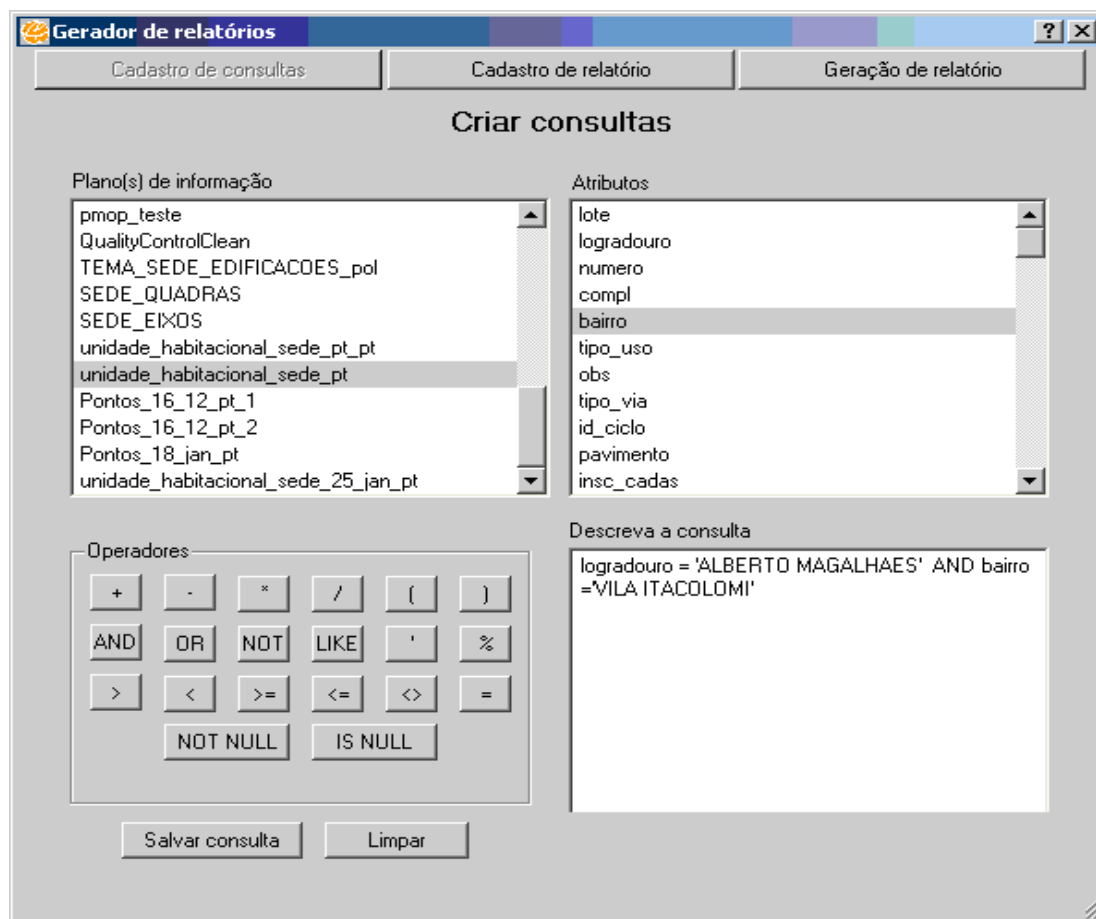 Gerador de relatórios
? ×
Cadastro de consultas Cadastro de relatório Geração de relatório
Criar consultas
Plano(s) de informação
pmop_teste
QualityControlClean
TEMA_SEDE_EDIFICACOES_pol
SEDE_QUADRAS
SEDE_EIXOS
unidade_habitacional_sede_pt_pt
unidade_habitacional_sede_pt
Pontos_16_12_pt_1
Pontos_16_12_pt_2
Pontos_18_jan_pt
unidade_habitacional_sede_25_jan_pt
Atributos
lote
logradouro
numero
compl
bairro
tipo_uso
obs
tipo_via
id_ciclo
pavimento
insc_cadas
Operadores
+ - * / ( )
AND OR NOT LIKE ' %
> < >= <= <> =
NOT NULL IS NULL
Descreva a consulta
logradouro = 'ALBERTO MAGALHAES' AND bairro
='VILA ITACOLOMI'
Salvar consulta Limpar